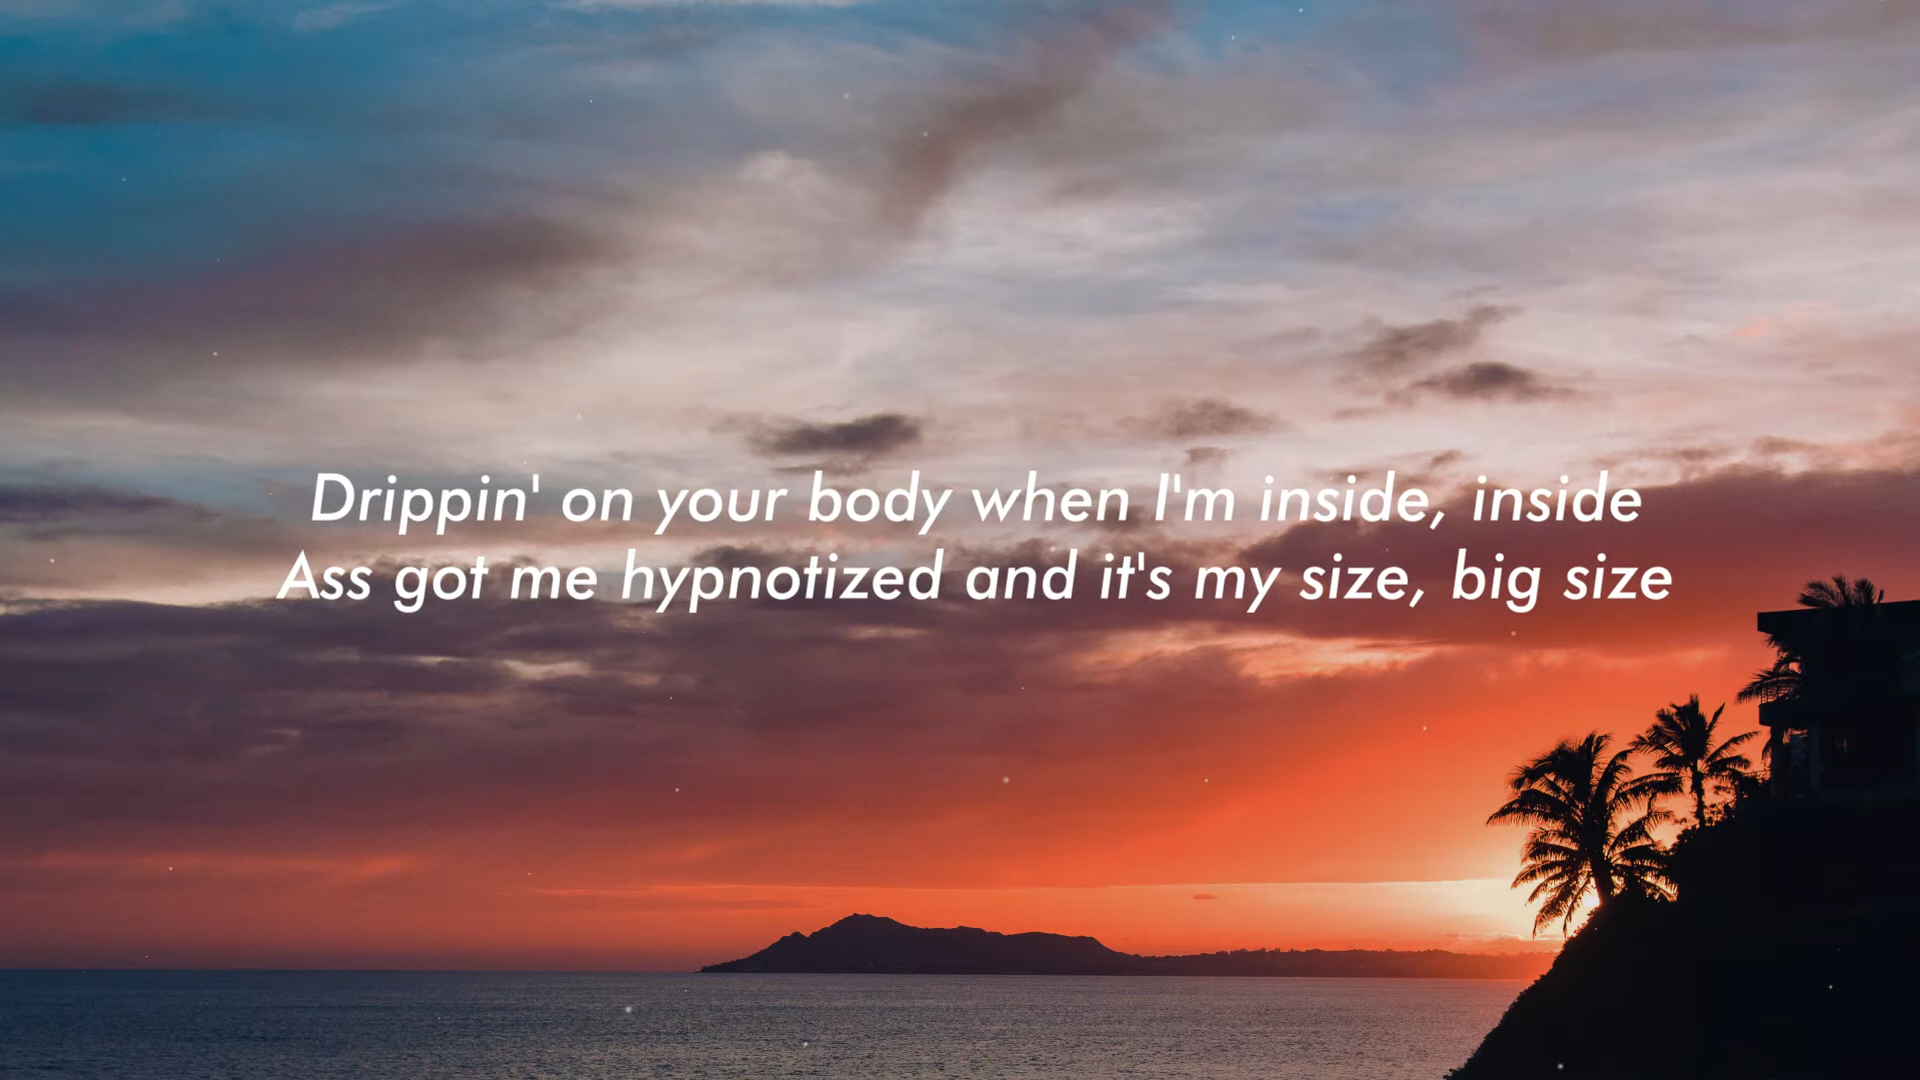 Drippin' on your body when I'm inside, inside
Ass got me hypnotized and it's my size, big size